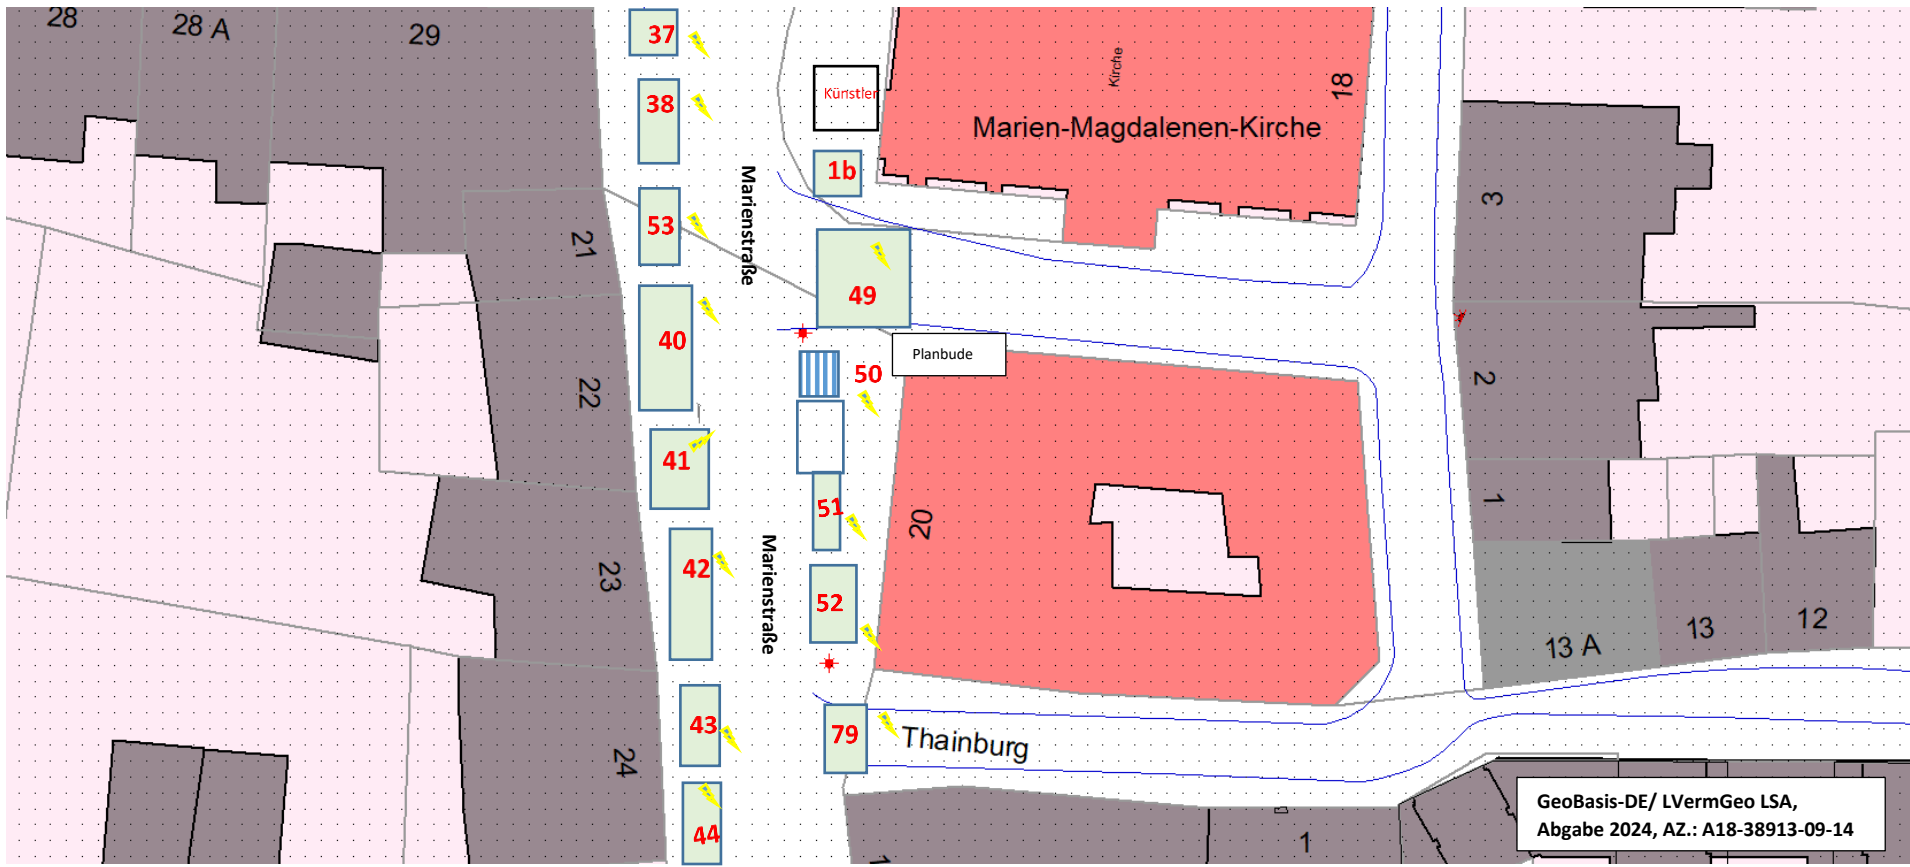 28
28 A
29
37
38
Künstler
Kirche
18
Marien-Magdalenen-Kirche
1b
Marienstraße
3
53
21
49
40
Planbude
50
22
2
41
51
20
1
42
23
Marienstraße
52
13 A
13
12
43
79
Thainburg
24
44
1
GeoBasis-DE/ LVermGeo LSA,
Abgabe 2024, AZ.: A18-38913-09-14